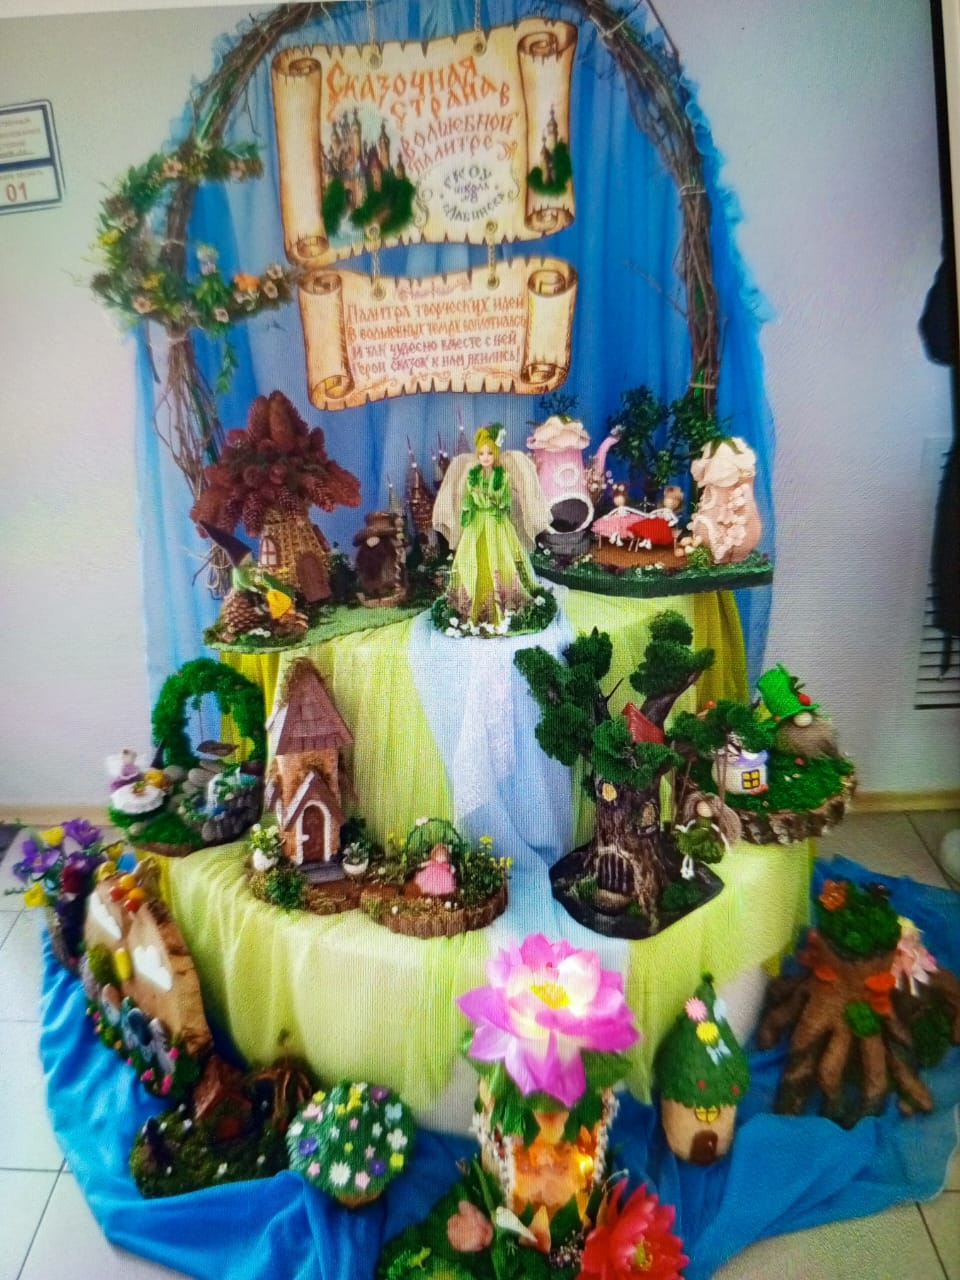 Сказочная
страна в
волшебной
палитре
ГКОУ
школа
г. Лабинска
Палитра творческих идей
в волшебных темах воплотилась
и так чудесно вместе с ней
герои сказок к нам явились!
01